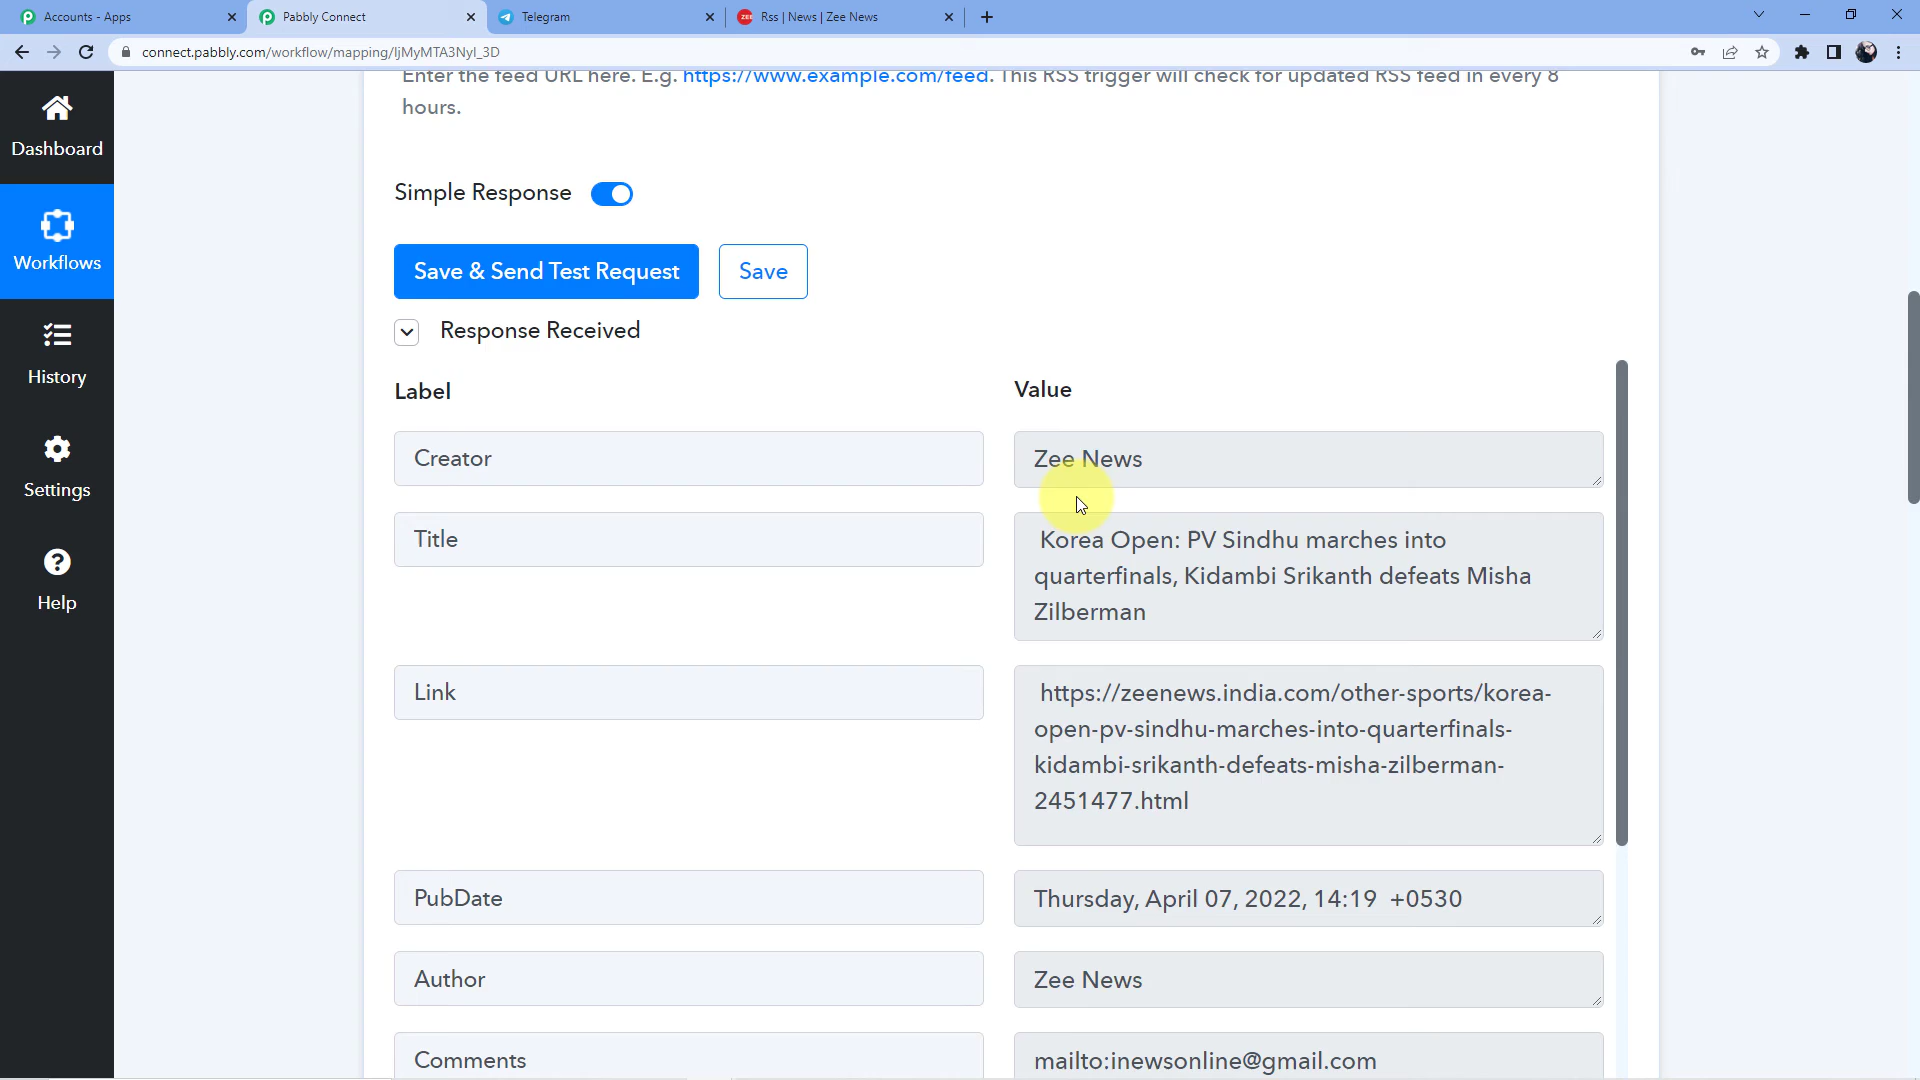 Accounts - Apps
Pabbly Connect
Telegram
Rss | News | Zee News
connect.pabbly.com/workflow/mapping/IjMyMTA3NyI_3D
Enter the feed URL here. E.g. https://www.example.com/feed. This RSS trigger will check for updated RSS feed in every 8
hours.
Dashboard
Workflows
History
Settings
Help
Simple Response
Save & Send Test Request
Save
Response Received
Label
Value
Creator
Zee News
Title
Korea Open: PV Sindhu marches into
quarterfinals, Kidambi Srikanth defeats Misha
Zilberman
Link
https://zeenews.india.com/other-sports/korea-
open-pv-sindhu-marches-into-quarterfinals-
kidambi-srikanth-defeats-misha-zilberman-
2451477.html
PubDate
Thursday, April 07, 2022, 14:19 +0530
Author
Zee News
Comments
mailto:inewsonline@gmail.com